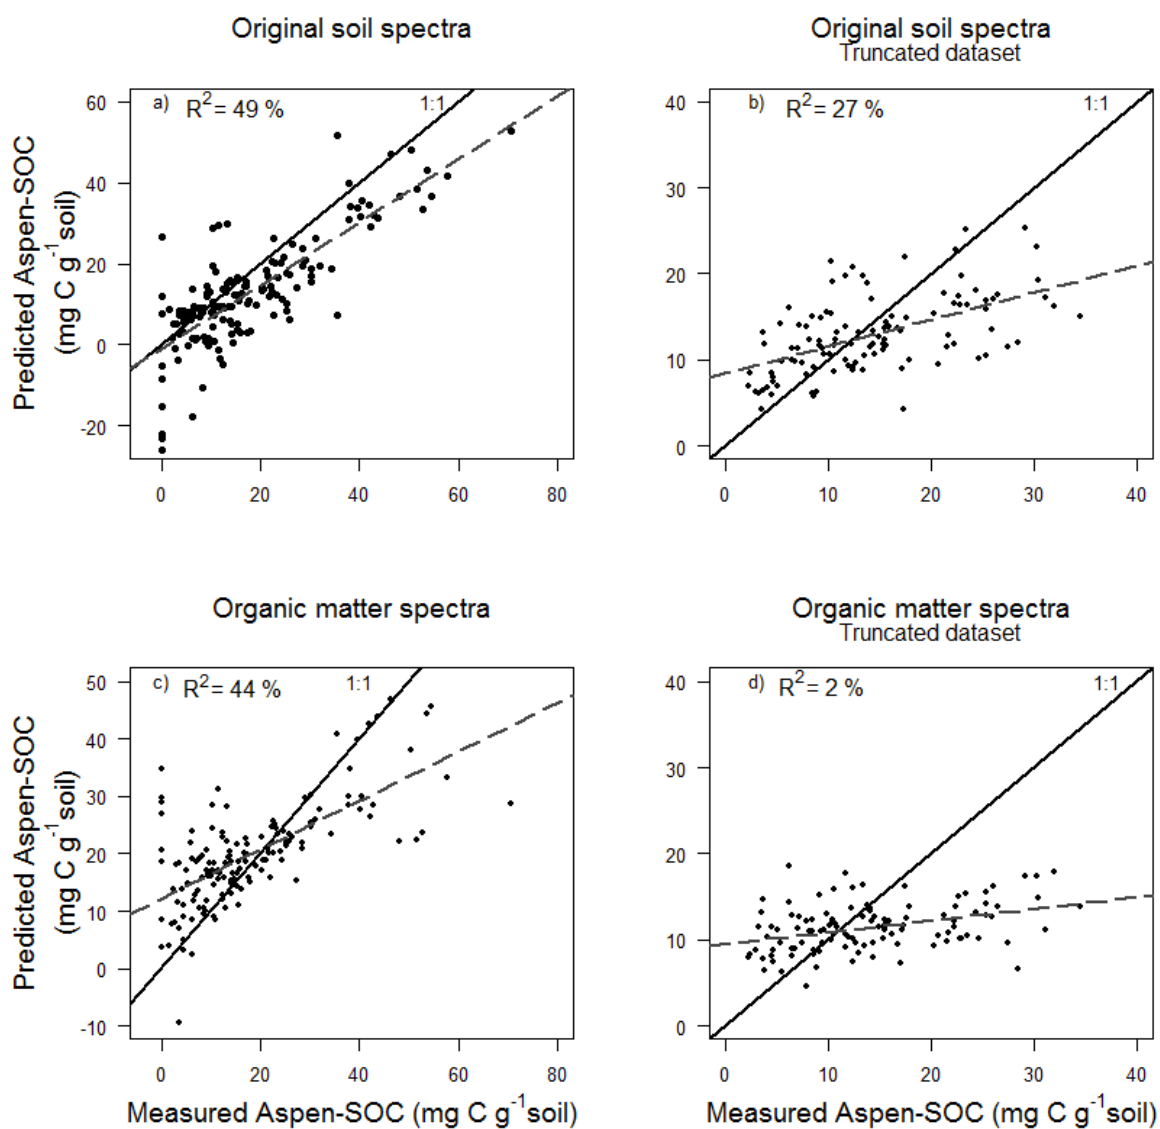 Original soil spectra
a) R²= 49 %
1:1
60
40
20
0
-20
0 20 40 60 80
Predicted Aspen-SOC
(mg C g⁻¹soil)
Original soil spectra
Truncated dataset
b) R²= 27 %
1:1
40
30
20
10
0
0 10 20 30 40
Organic matter spectra
c) R²= 44 %
1:1
50
40
30
20
10
0
-10
0 20 40 60 80
Predicted Aspen-SOC
(mg C g⁻¹soil)
Measured Aspen-SOC (mg C g⁻¹soil)
Organic matter spectra
Truncated dataset
d) R²= 2 %
1:1
40
30
20
10
0
0 10 20 30 40
Measured Aspen-SOC (mg C g⁻¹soil)